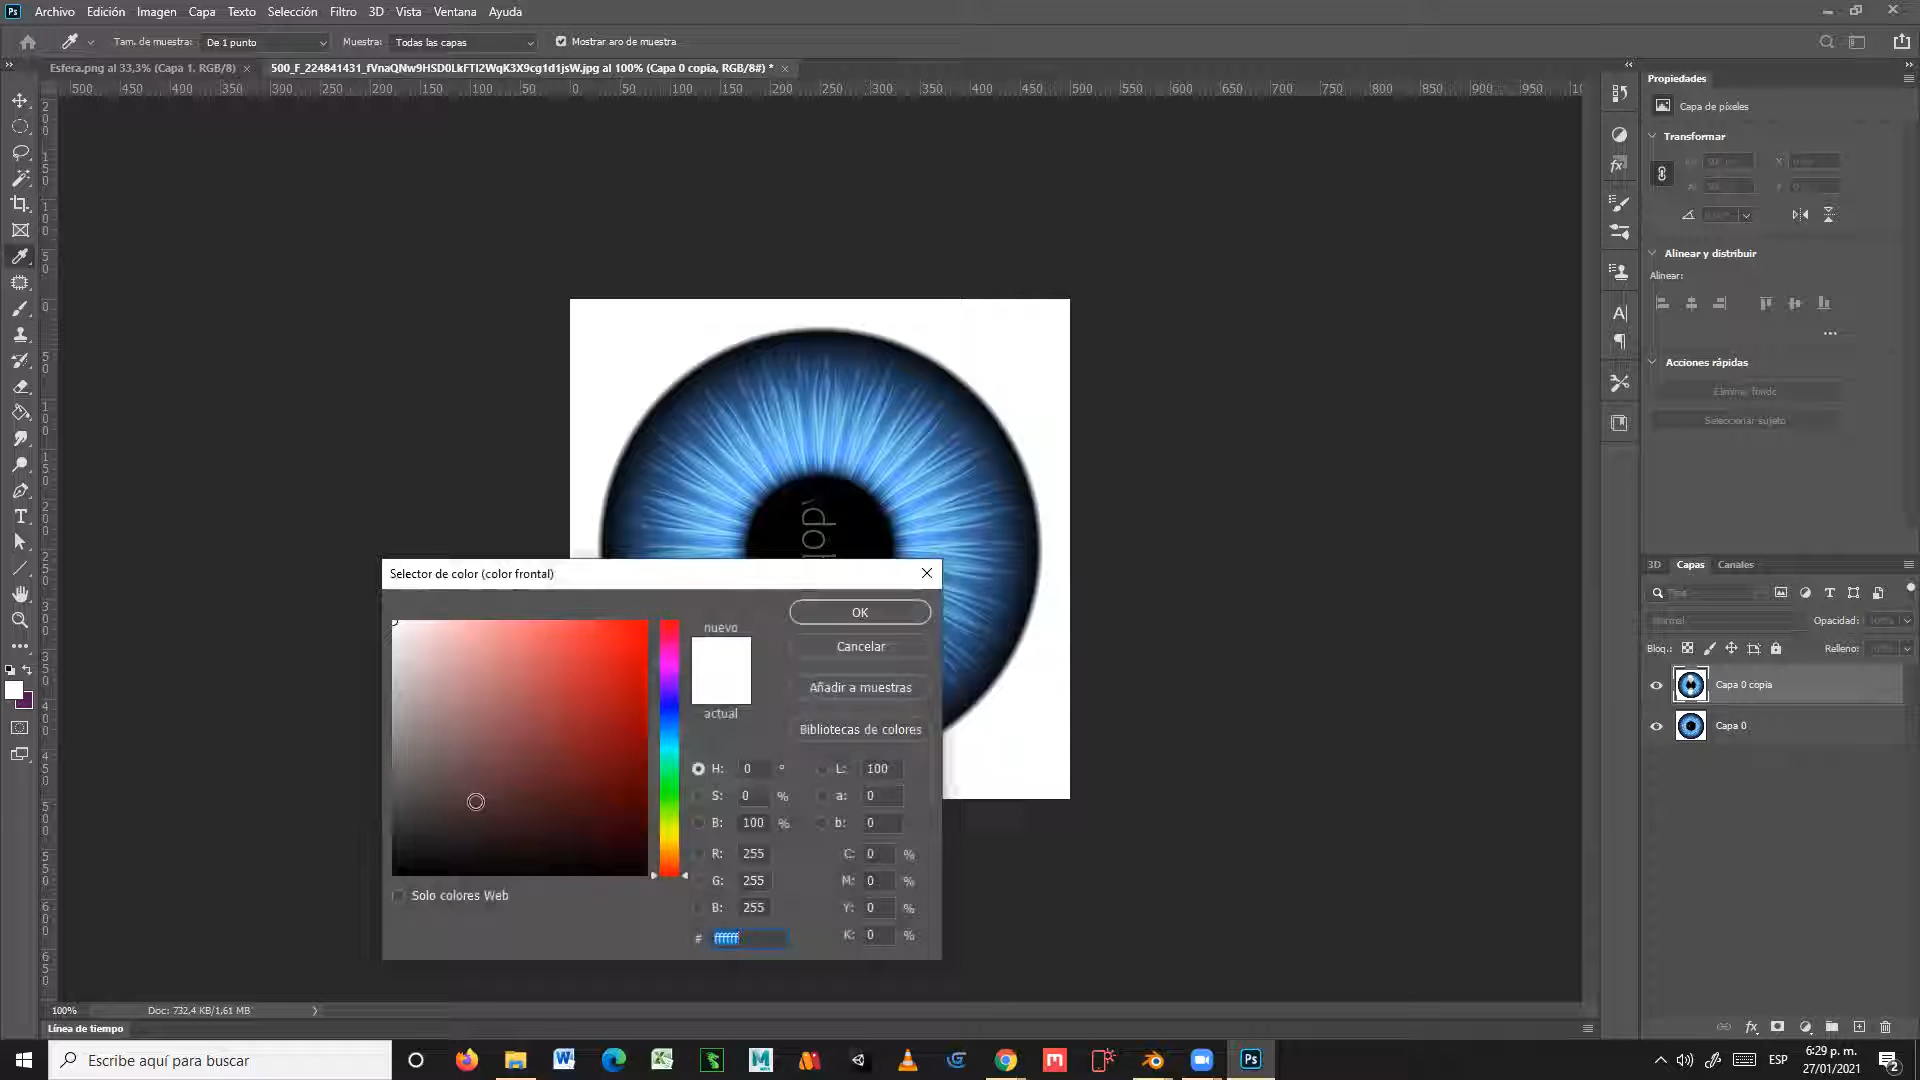 Ps Archivo Edición Imagen Capa Texto Selección Filtro 3D Vista Ventana Ayuda
Tam. de muestra: De 1 punto Muestra: Todas las capas Mostrar aro de muestra
Esfera.png al 33,3% (Capa 1, RGB/8) × 500_F_224841431_fVnaQNw9HSD0LkFTl2WqK3X9cg1d1jsW.jpg al 100% (Capa 0 copia, RGB/8#) * ×
500 450 400 350 300 250 200 150 100 50 0 50 100 150 200 250 300 350 400 450 500 550 600 650 700 750 800 850 900 950
Propiedades
Capa de píxeles
Transformar
Alinear y distribuir
Alinear:
Acciones rápidas
Eliminar fondo
Seleccionar sujeto
Selector de color (color frontal)
nuevo
actual
OK
Cancelar
Añadir a muestras
Bibliotecas de colores
H: 0 ° L: 100
S: 0 % a: 0
B: 100 % b: 0
R: 255 C: 0 %
G: 255 M: 0 %
B: 255 Y: 0 %
# ffffff K: 0 %
Solo colores Web
3D Capas Canales
Normal Opacidad:
Bloq.: Relleno:
Capa 0 copia
Capa 0
100% Doc: 732,4 KB/1,61 MB
Línea de tiempo
Escribe aquí para buscar
ESP
6:29 p. m.
27/01/2021
2